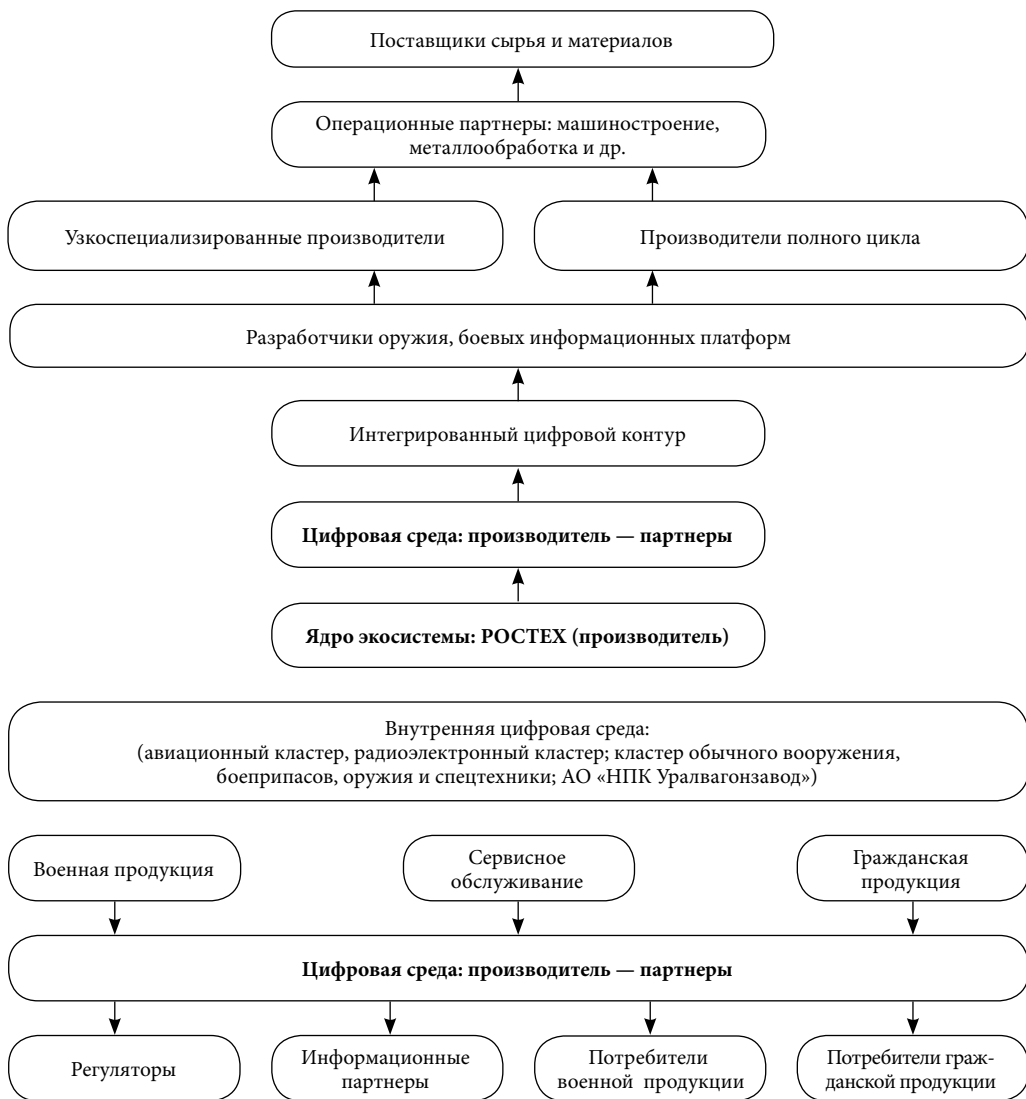 Поставщики сырья и материалов
Операционные партнеры: машиностроение,
металлообработка и др.
Узкоспециализированные производители
Производители полного цикла
Разработчики оружия, боевых информационных платформ
Интегрированный цифровой контур
Цифровая среда: производитель — партнеры
Ядро экосистемы: РОСТЕХ (производитель)
Внутренняя цифровая среда:
(авиационный кластер, радиоэлектронный кластер; кластер обычного вооружения,
боеприпасов, оружия и спецтехники; АО «НПК Уралвагонзавод»)
Военная продукция
Сервисное
обслуживание
Гражданская
продукция
Цифровая среда: производитель — партнеры
Регуляторы
Информационные
партнеры
Потребители
военной продукции
Потребители граж-
данской продукции